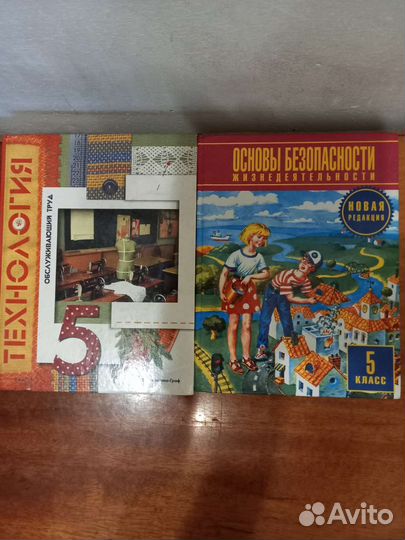 ТЕХНОЛОГИЯ
ОБСЛУЖИВАЮЩИЙ ТРУД
5
ОСНОВЫ БЕЗОПАСНОСТИ
ЖИЗНЕДЕЯТЕЛЬНОСТИ
НОВАЯ
РЕДАКЦИЯ
5
КЛАСС
Avito